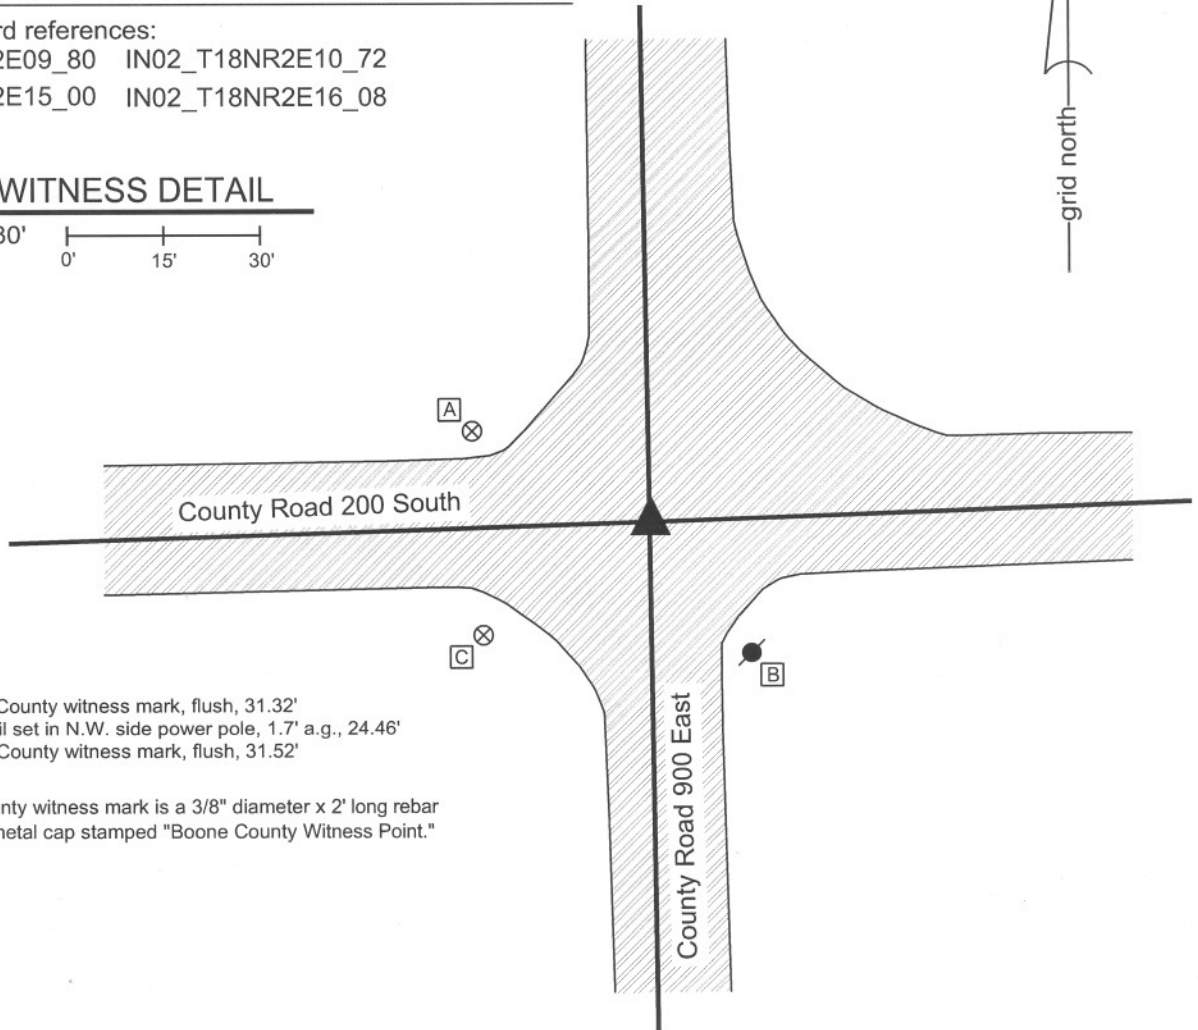 rd references:
2E09_80 IN02_T18NR2E10_72
2E15_00 IN02_T18NR2E16_08
WITNESS DETAIL
30'
0' 15' 30'
grid north
A
County Road 200 South
C
B
County Road 900 East
County witness mark, flush, 31.32'
il set in N.W. side power pole, 1.7' a.g., 24.46'
County witness mark, flush, 31.52'
nty witness mark is a 3/8" diameter x 2' long rebar
metal cap stamped "Boone County Witness Point."